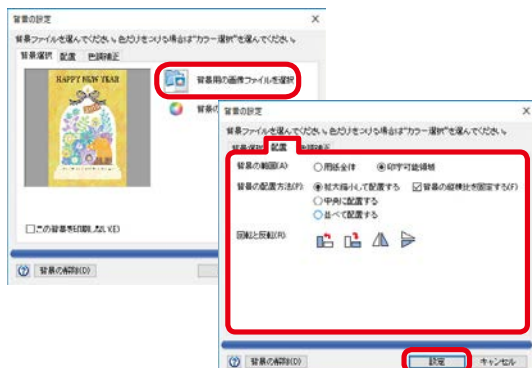 背景の設定
背景ファイルを選んでください。色だけをつける場合は"カラー選択"を選んでください。
背景選択 配置 色調補正
HAPPY NEW YEAR
背景用の画像ファイルを選択
背景の
□この背景を印刷しない(E)
背景の解除(D)
背景の設定
背景ファイルを選んでください。色だけをつける場合は"カラー選択"を選んでください。
背景選択 配置 色調補正
背景の範囲(A) 用紙全体 印字可能領域
背景の配置方法(P) 拡大縮小して配置する 背景の縦横比を固定する(F)
中央に配置する
並べて配置する
回転と反転(R)
背景の解除(D) 設定 キャンセル